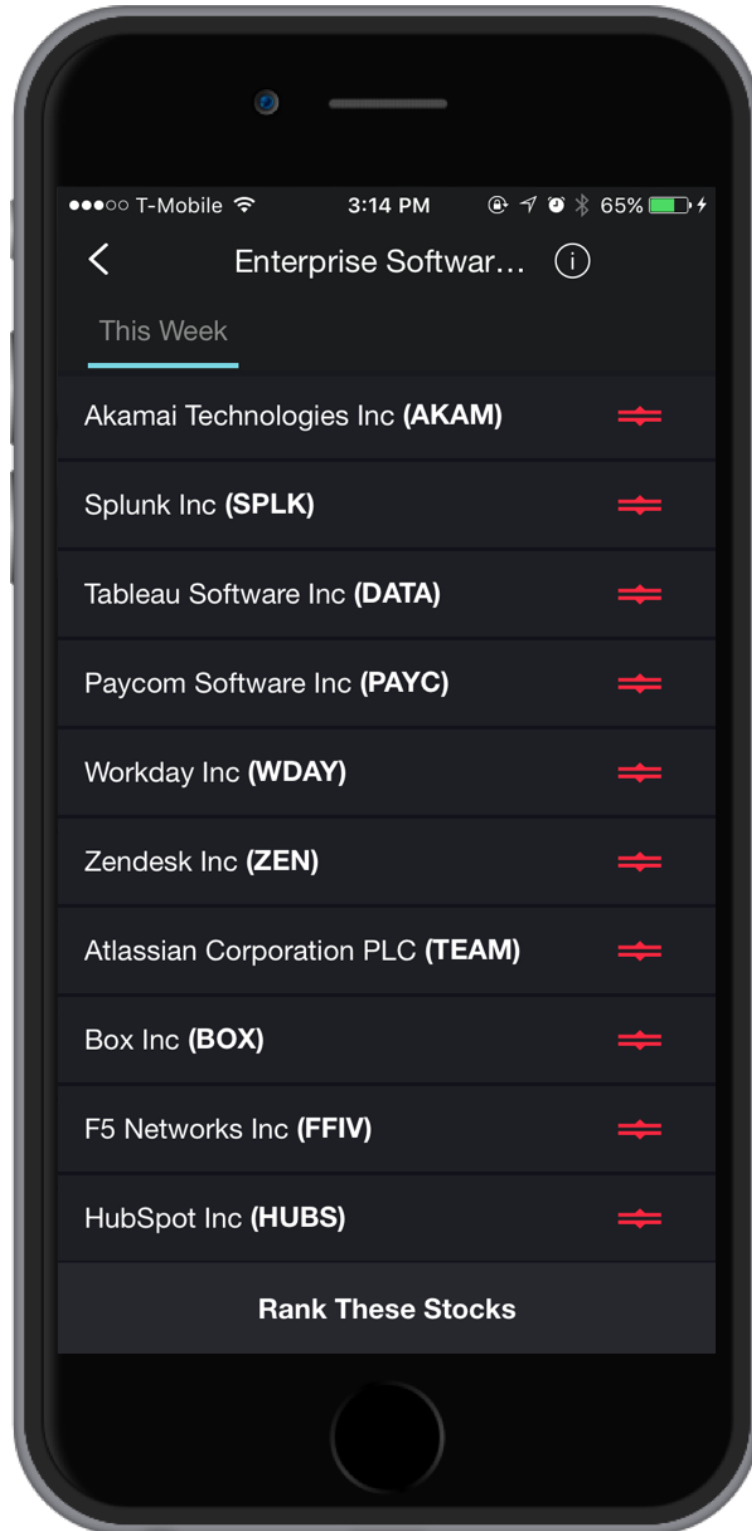 T-Mobile 3:14 PM 65%
Enterprise Softwar... i
This Week
Akamai Technologies Inc (AKAM)
Splunk Inc (SPLK)
Tableau Software Inc (DATA)
Paycom Software Inc (PAYC)
Workday Inc (WDAY)
Zendesk Inc (ZEN)
Atlassian Corporation PLC (TEAM)
Box Inc (BOX)
F5 Networks Inc (FFIV)
HubSpot Inc (HUBS)
Rank These Stocks